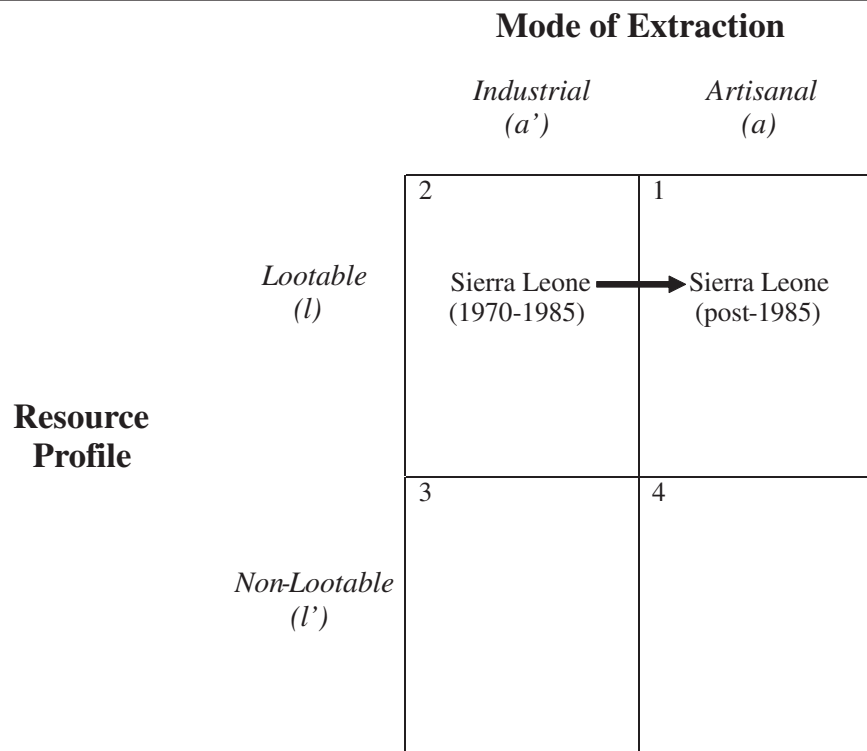 Mode of Extraction
Industrial Artisanal
(a’) (a)
2 1
Lootable Sierra Leone Sierra Leone
(l) (1970-1985) (post-1985)
Resource
Profile
3 4
Non-Lootable
(l’)